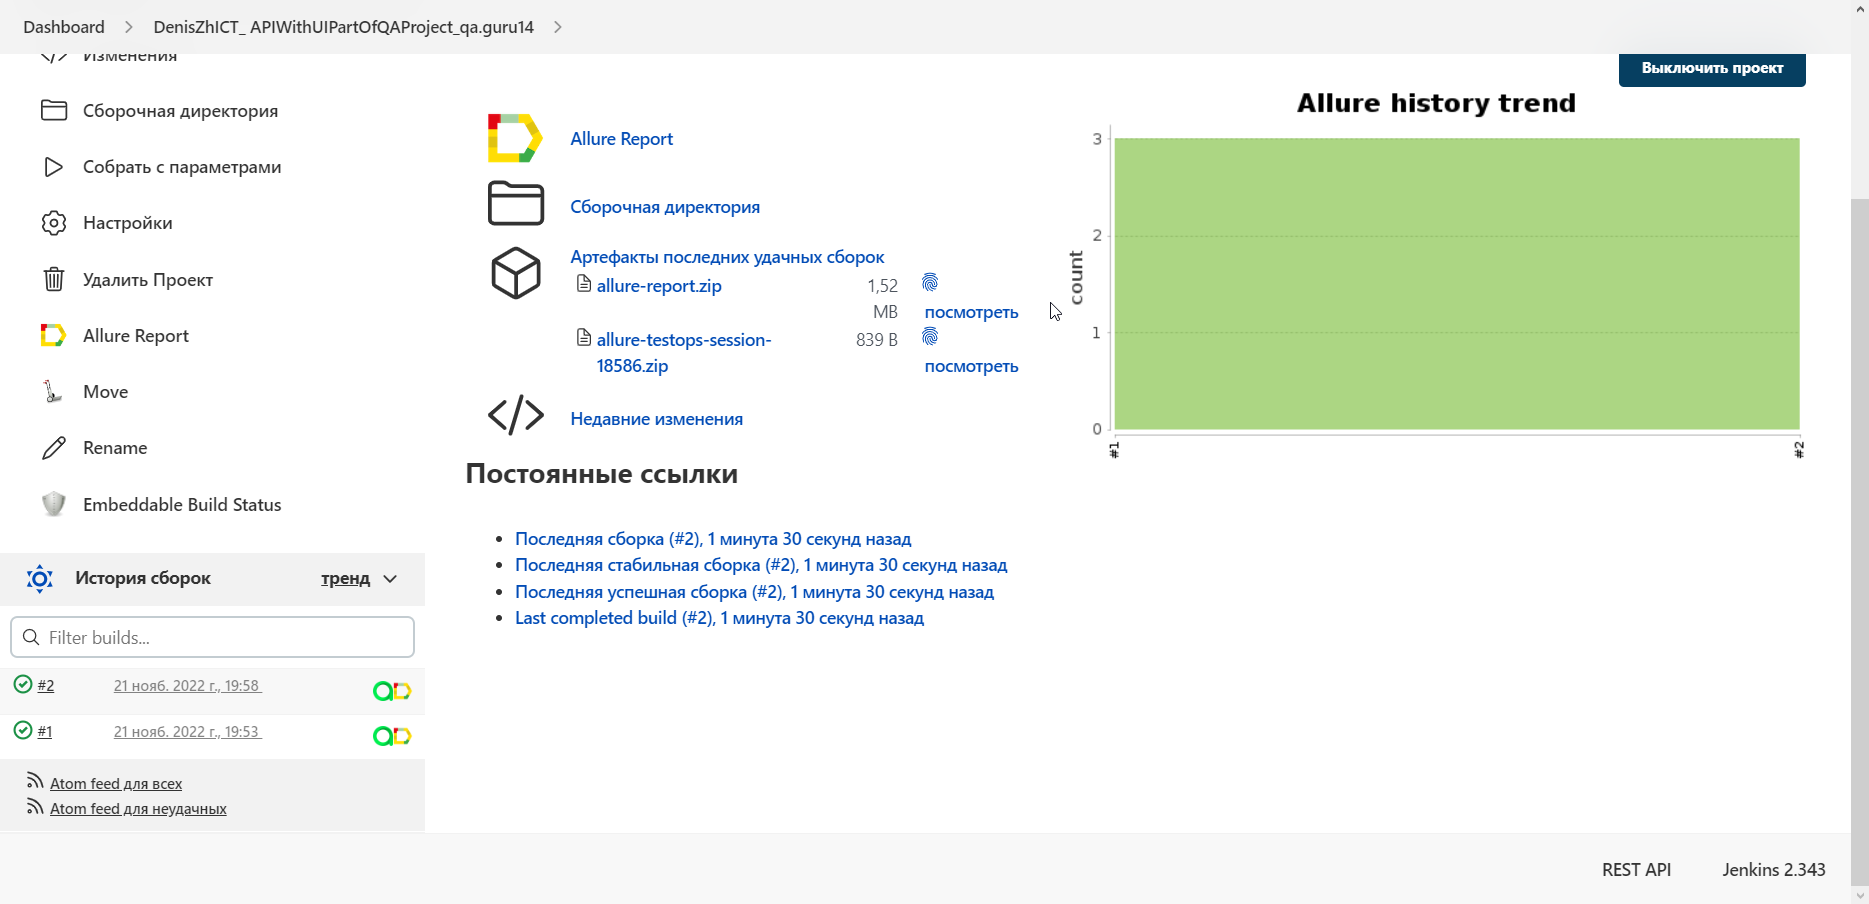 Dashboard
DenisZhICT_ APIWithUIPartOfQAProject_qa.guru14
Изменения
Сборочная директория
Собрать с параметрами
Настройки
Удалить Проект
Allure Report
Move
Rename
Embeddable Build Status
История сборок
тренд
Filter builds...
#2
21 нояб. 2022 г., 19:58
#1
21 нояб. 2022 г., 19:53
Atom feed для всех
Atom feed для неудачных
Выключить проект
Allure Report
Сборочная директория
Артефакты последних удачных сборок
allure-report.zip
1,52
MB
посмотреть
allure-testops-session-
18586.zip
839 B
посмотреть
Недавние изменения
Allure history trend
3
2
1
0
count
#1
#2
Постоянные ссылки
Последняя сборка (#2), 1 минута 30 секунд назад
Последняя стабильная сборка (#2), 1 минута 30 секунд назад
Последняя успешная сборка (#2), 1 минута 30 секунд назад
Last completed build (#2), 1 минута 30 секунд назад
REST API
Jenkins 2.343